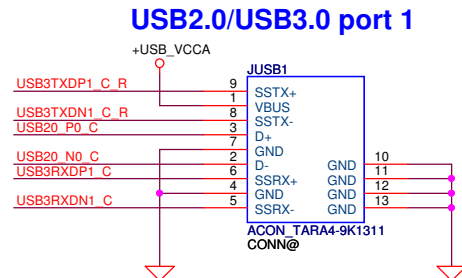 USB2.0/USB3.0 port 1
+USB_VCCA
JUSB1
USB3TXDP1_C_R 9 SSTX+
1 VBUS
USB3TXDN1_C_R 8 SSTX-
USB20_P0_C 3 D+
7 GND
USB20_N0_C 2 D- GND 10
USB3RXDP1_C 6 SSRX+ GND 11
4 GND GND 12
USB3RXDN1_C 5 SSRX- GND 13
ACON_TARA4-9K1311
CONN@